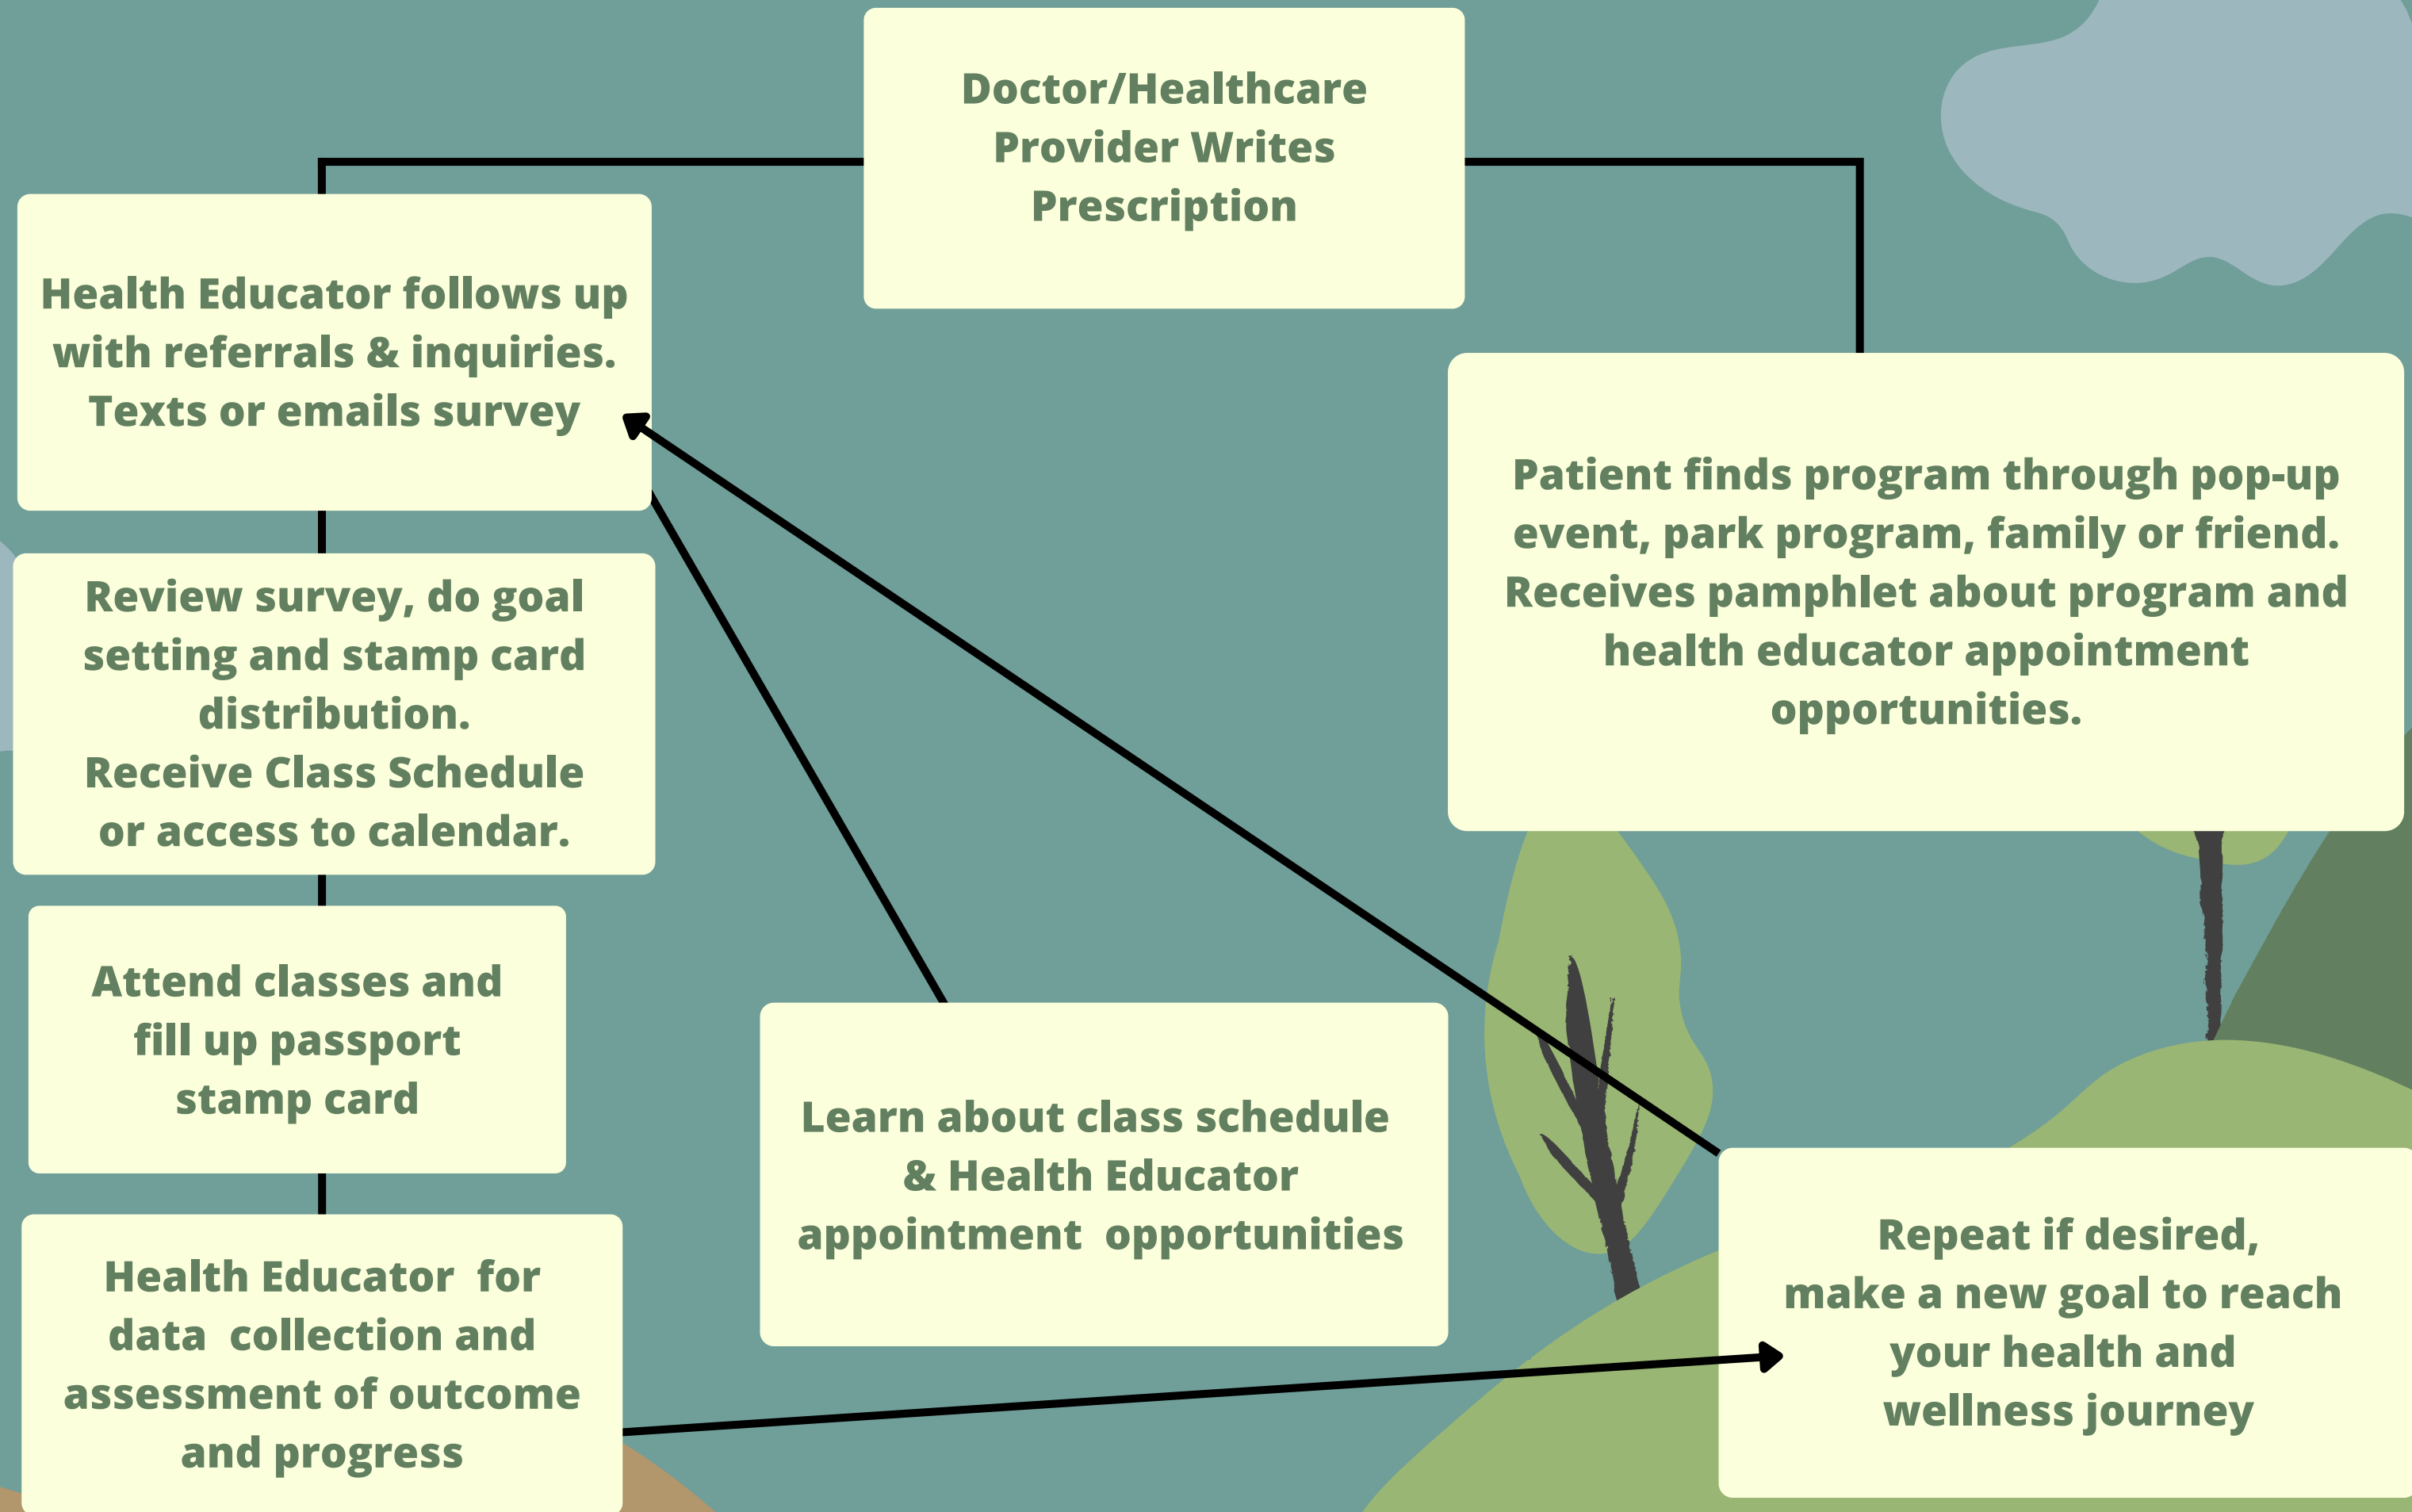 Doctor/Healthcare
Provider Writes
Prescription
Health Educator follows up
with referrals & inquiries.
Texts or emails survey
Patient finds program through pop-up
event, park program, family or friend.
Receives pamphlet about program and
health educator appointment
opportunities.
Review survey, do goal
setting and stamp card
distribution.
Receive Class Schedule
or access to calendar.
Attend classes and
fill up passport
stamp card
Learn about class schedule
& Health Educator
appointment  opportunities
Health Educator  for
data  collection and
assessment of outcome
and progress
Repeat if desired,
make a new goal to reach
your health and
wellness journey